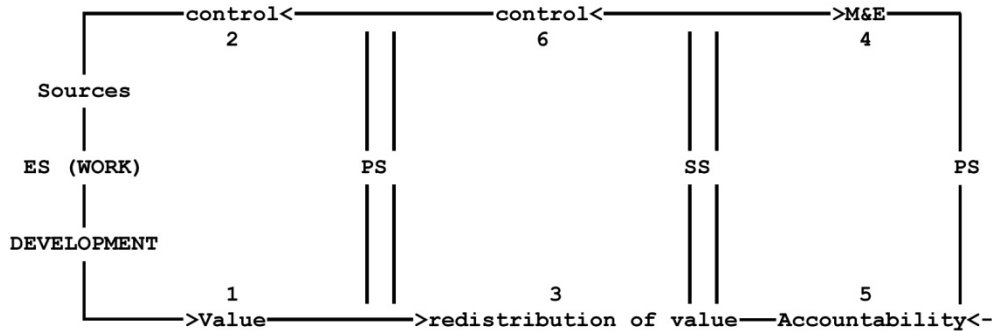 control< control< >M&E
2 6 4
Sources
ES (WORK) PS SS PS
DEVELOPMENT
1 3 5
>Value >redistribution of value Accountability<-